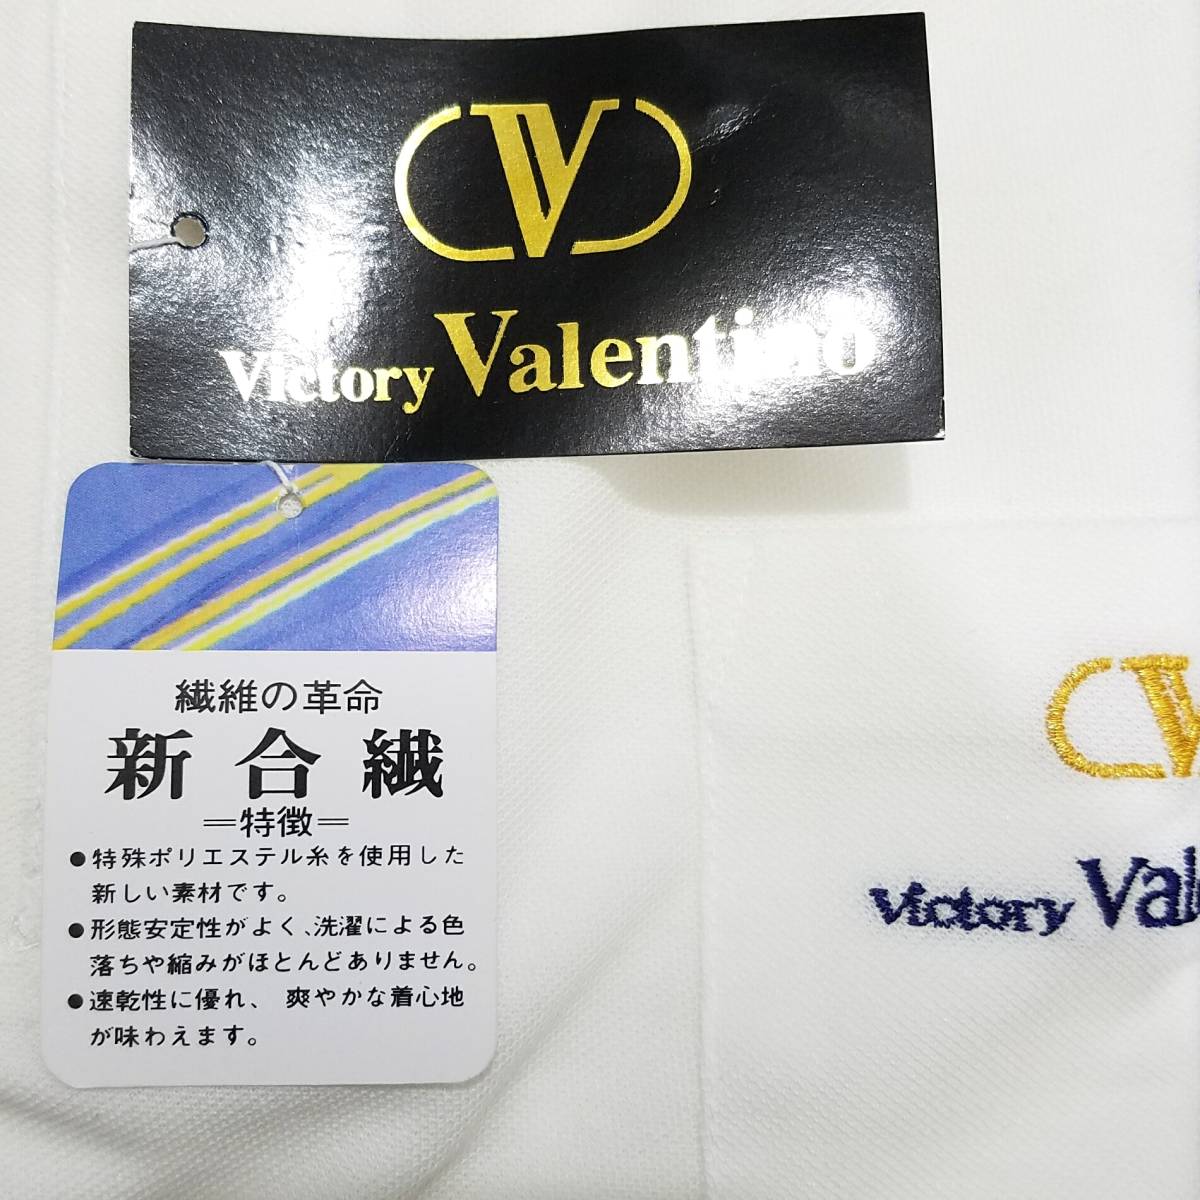 Victory Valentino
繊維の革命
新合繊
=特徴=
●特殊ポリエステル糸を使用した
新しい素材です。
●形態安定性がよく、洗濯による色
落ちや縮みがほとんどありません。
●速乾性に優れ、 爽やかな着心地
が味わえます。
Victory Val